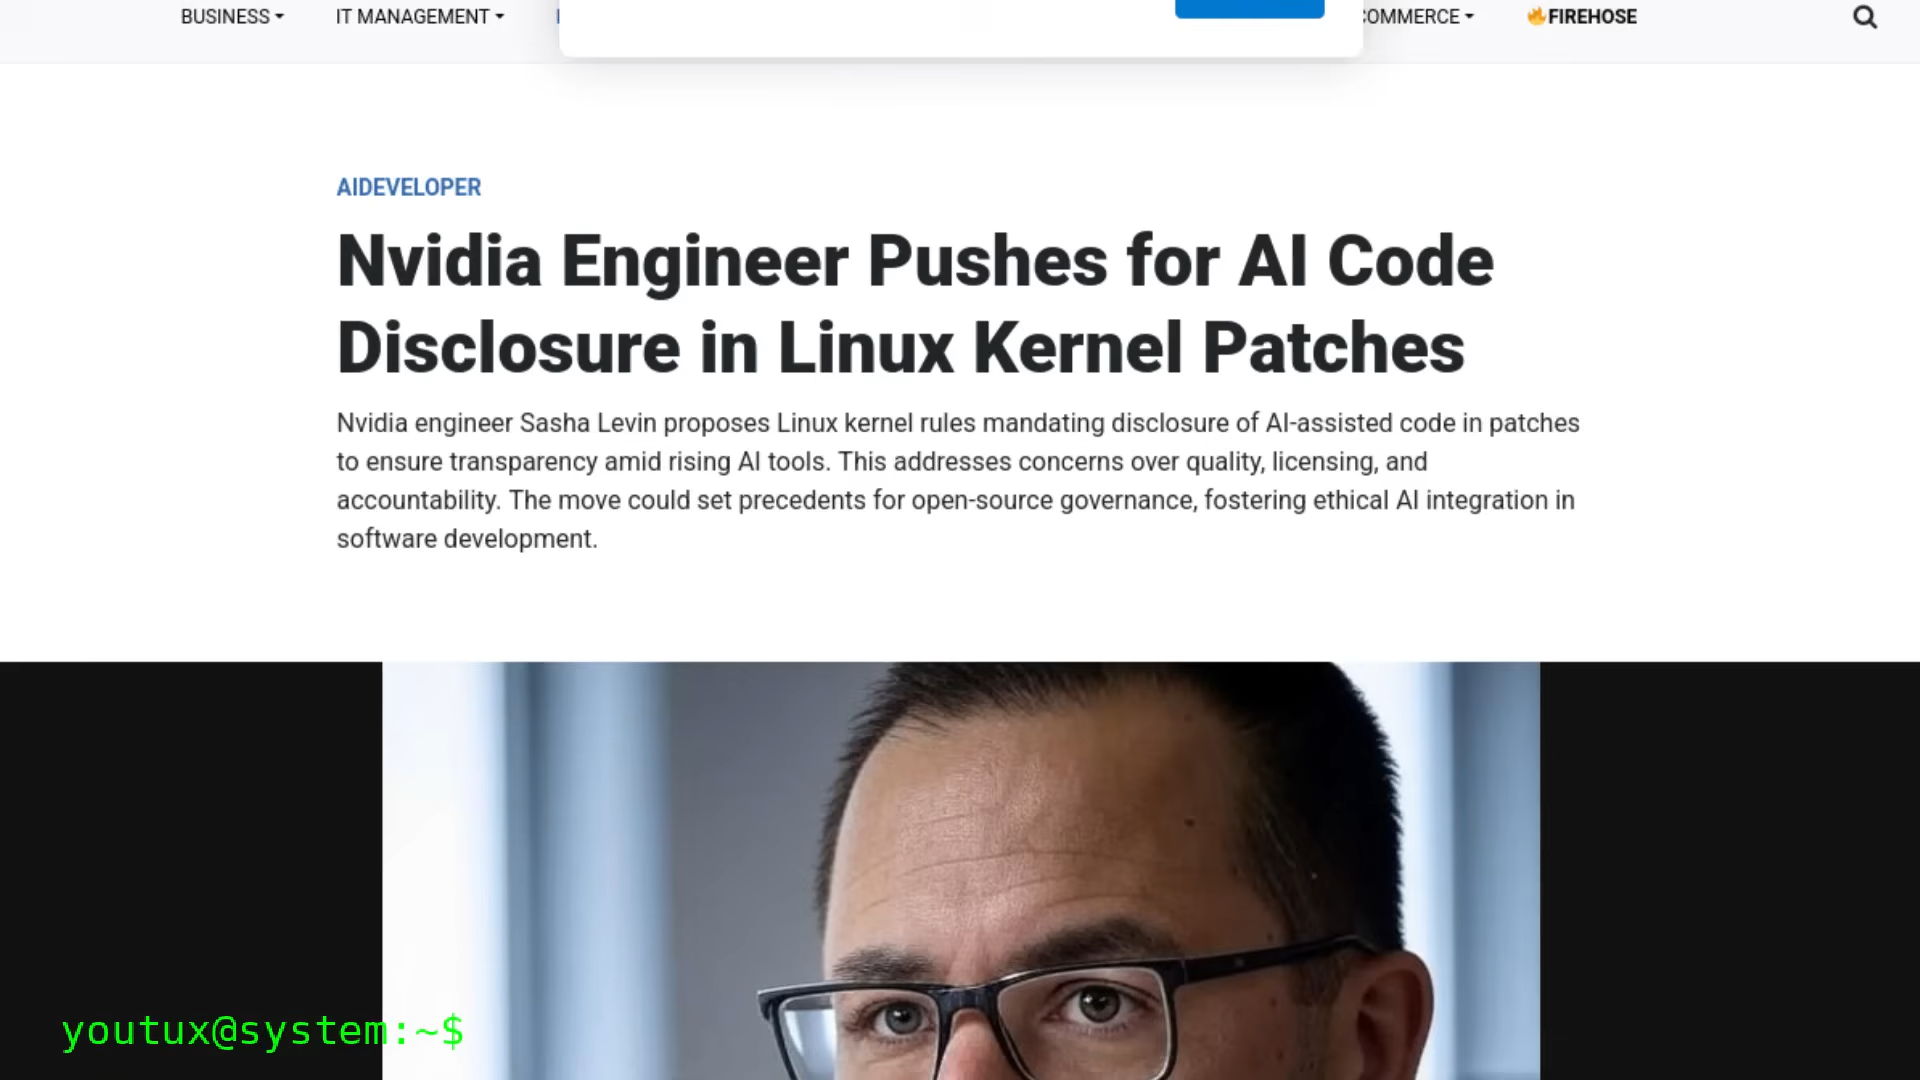 BUSINESS IT MANAGEMENT COMMERCE FIREHOSE
AIDEVELOPER
Nvidia Engineer Pushes for AI Code
Disclosure in Linux Kernel Patches
Nvidia engineer Sasha Levin proposes Linux kernel rules mandating disclosure of AI-assisted code in patches
to ensure transparency amid rising AI tools. This addresses concerns over quality, licensing, and
accountability. The move could set precedents for open-source governance, fostering ethical AI integration in
software development.
youtux@system:~$